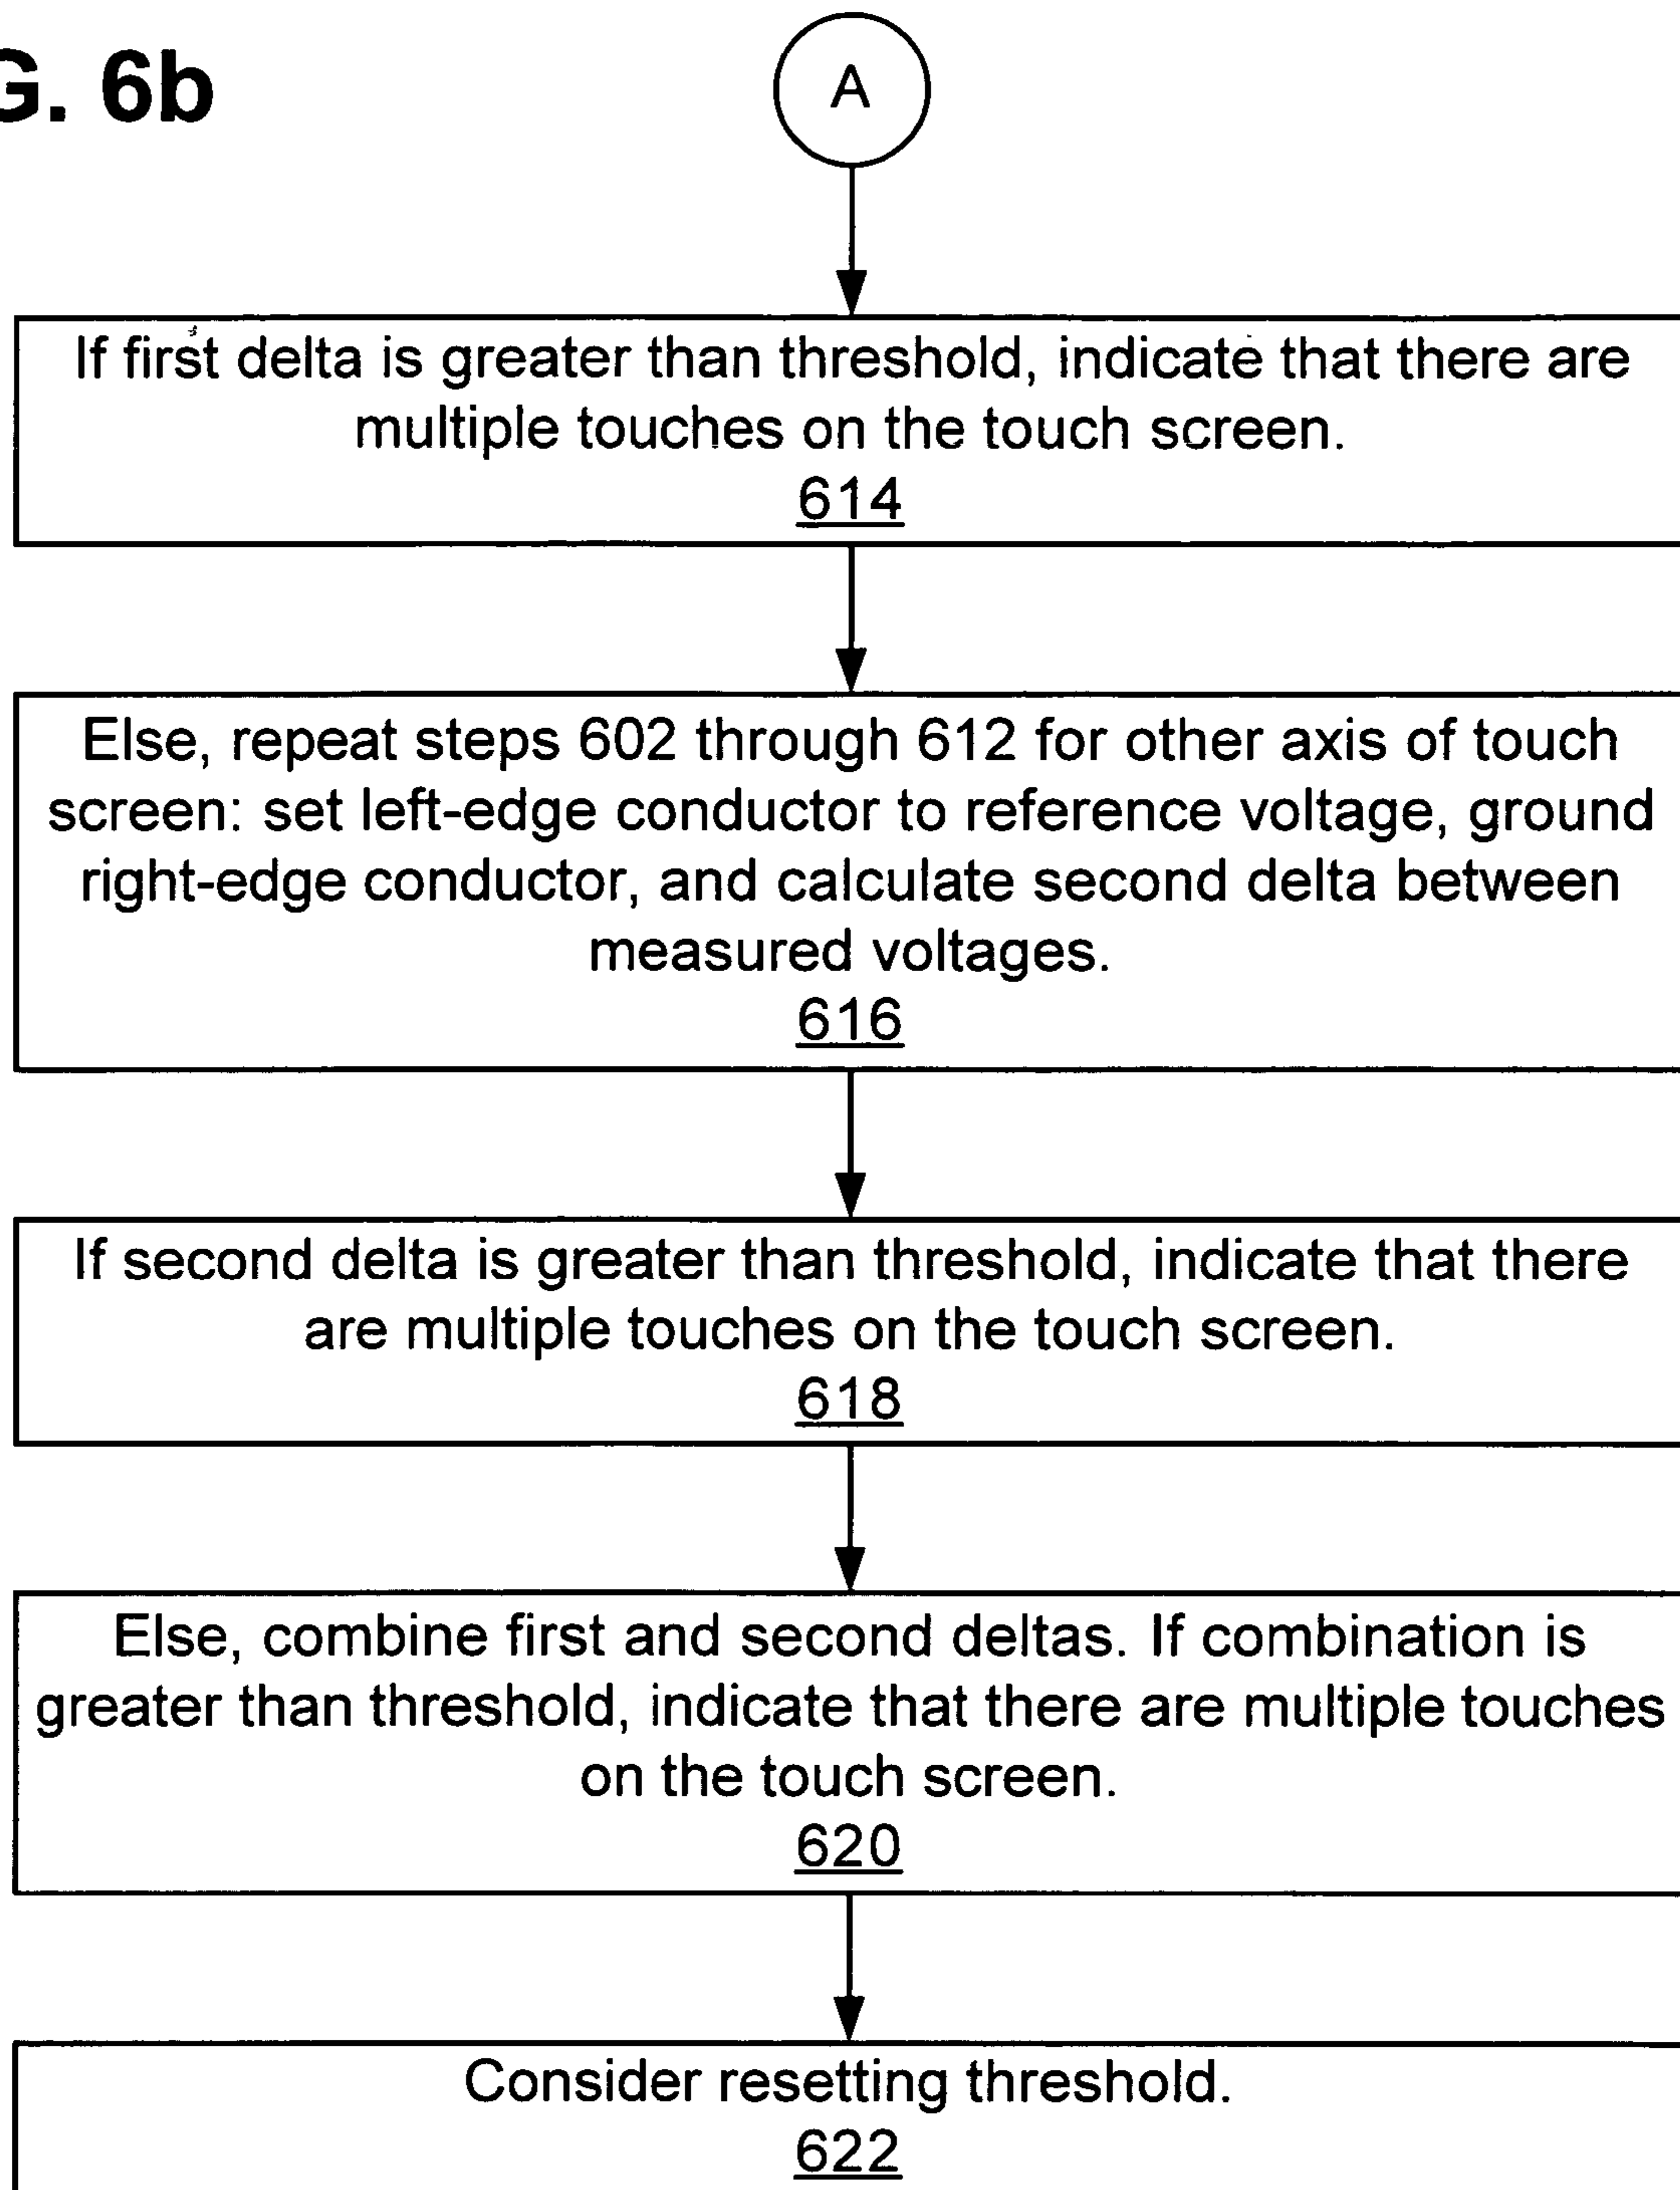 G. 6b
A
If first delta is greater than threshold, indicate that there are
multiple touches on the touch screen.
614
Else, repeat steps 602 through 612 for other axis of touch
screen: set left-edge conductor to reference voltage, ground
right-edge conductor, and calculate second delta between
measured voltages.
616
If second delta is greater than threshold, indicate that there
are multiple touches on the touch screen.
618
Else, combine first and second deltas. If combination is
greater than threshold, indicate that there are multiple touches
on the touch screen.
620
Consider resetting threshold.
622